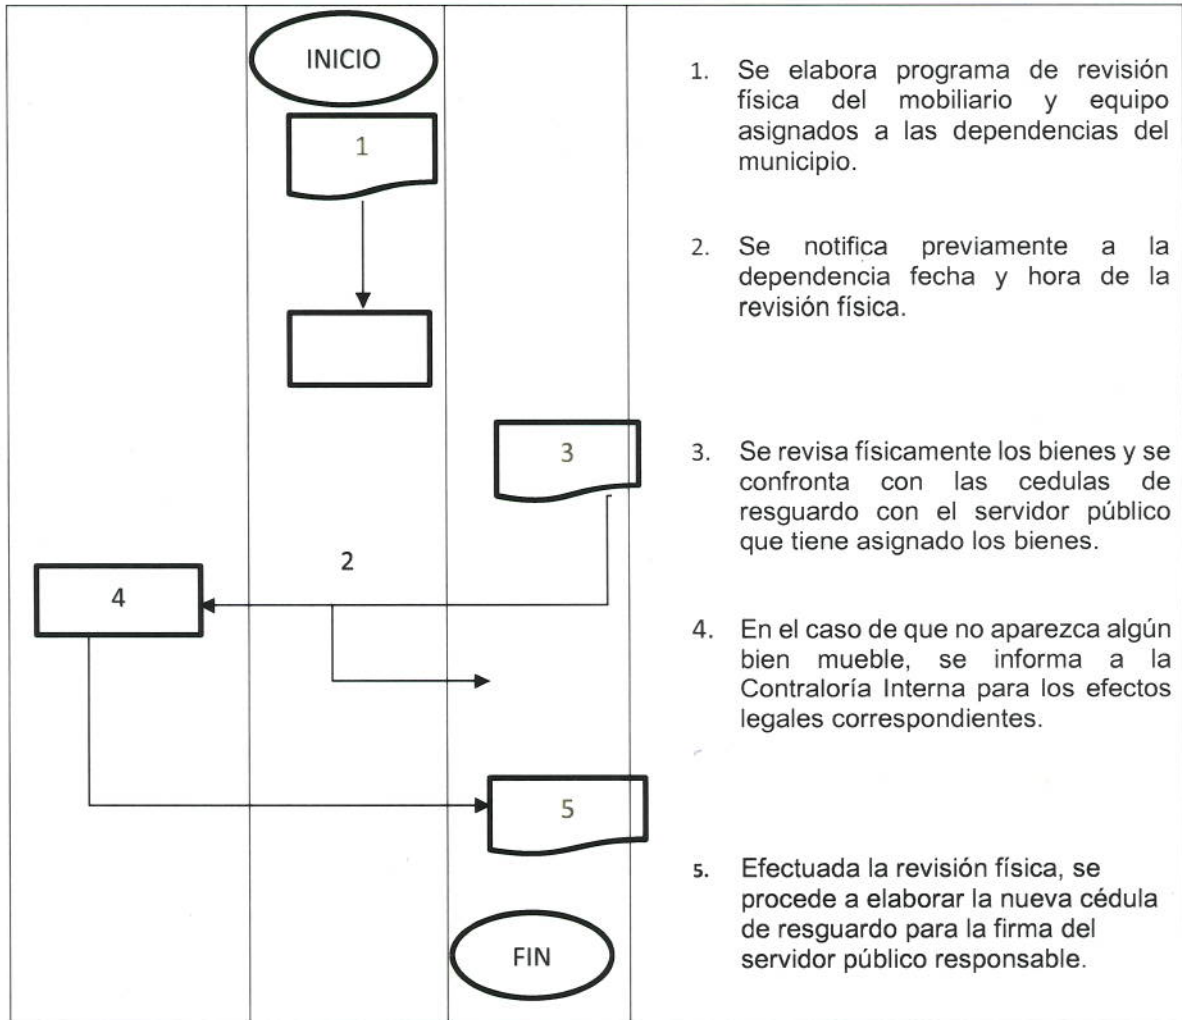 INICIO
1
3
2
4
5
FIN
1. Se elabora programa de revisión
física del mobiliario y equipo
asignados a las dependencias del
municipio.
2. Se notifica previamente a la
dependencia fecha y hora de la
revisión física.
3. Se revisa físicamente los bienes y se
confronta con las cedulas de
resguardo con el servidor público
que tiene asignado los bienes.
4. En el caso de que no aparezca algún
bien mueble, se informa a la
Contraloría Interna para los efectos
legales correspondientes.
5. Efectuada la revisión física, se
procede a elaborar la nueva cédula
de resguardo para la firma del
servidor público responsable.